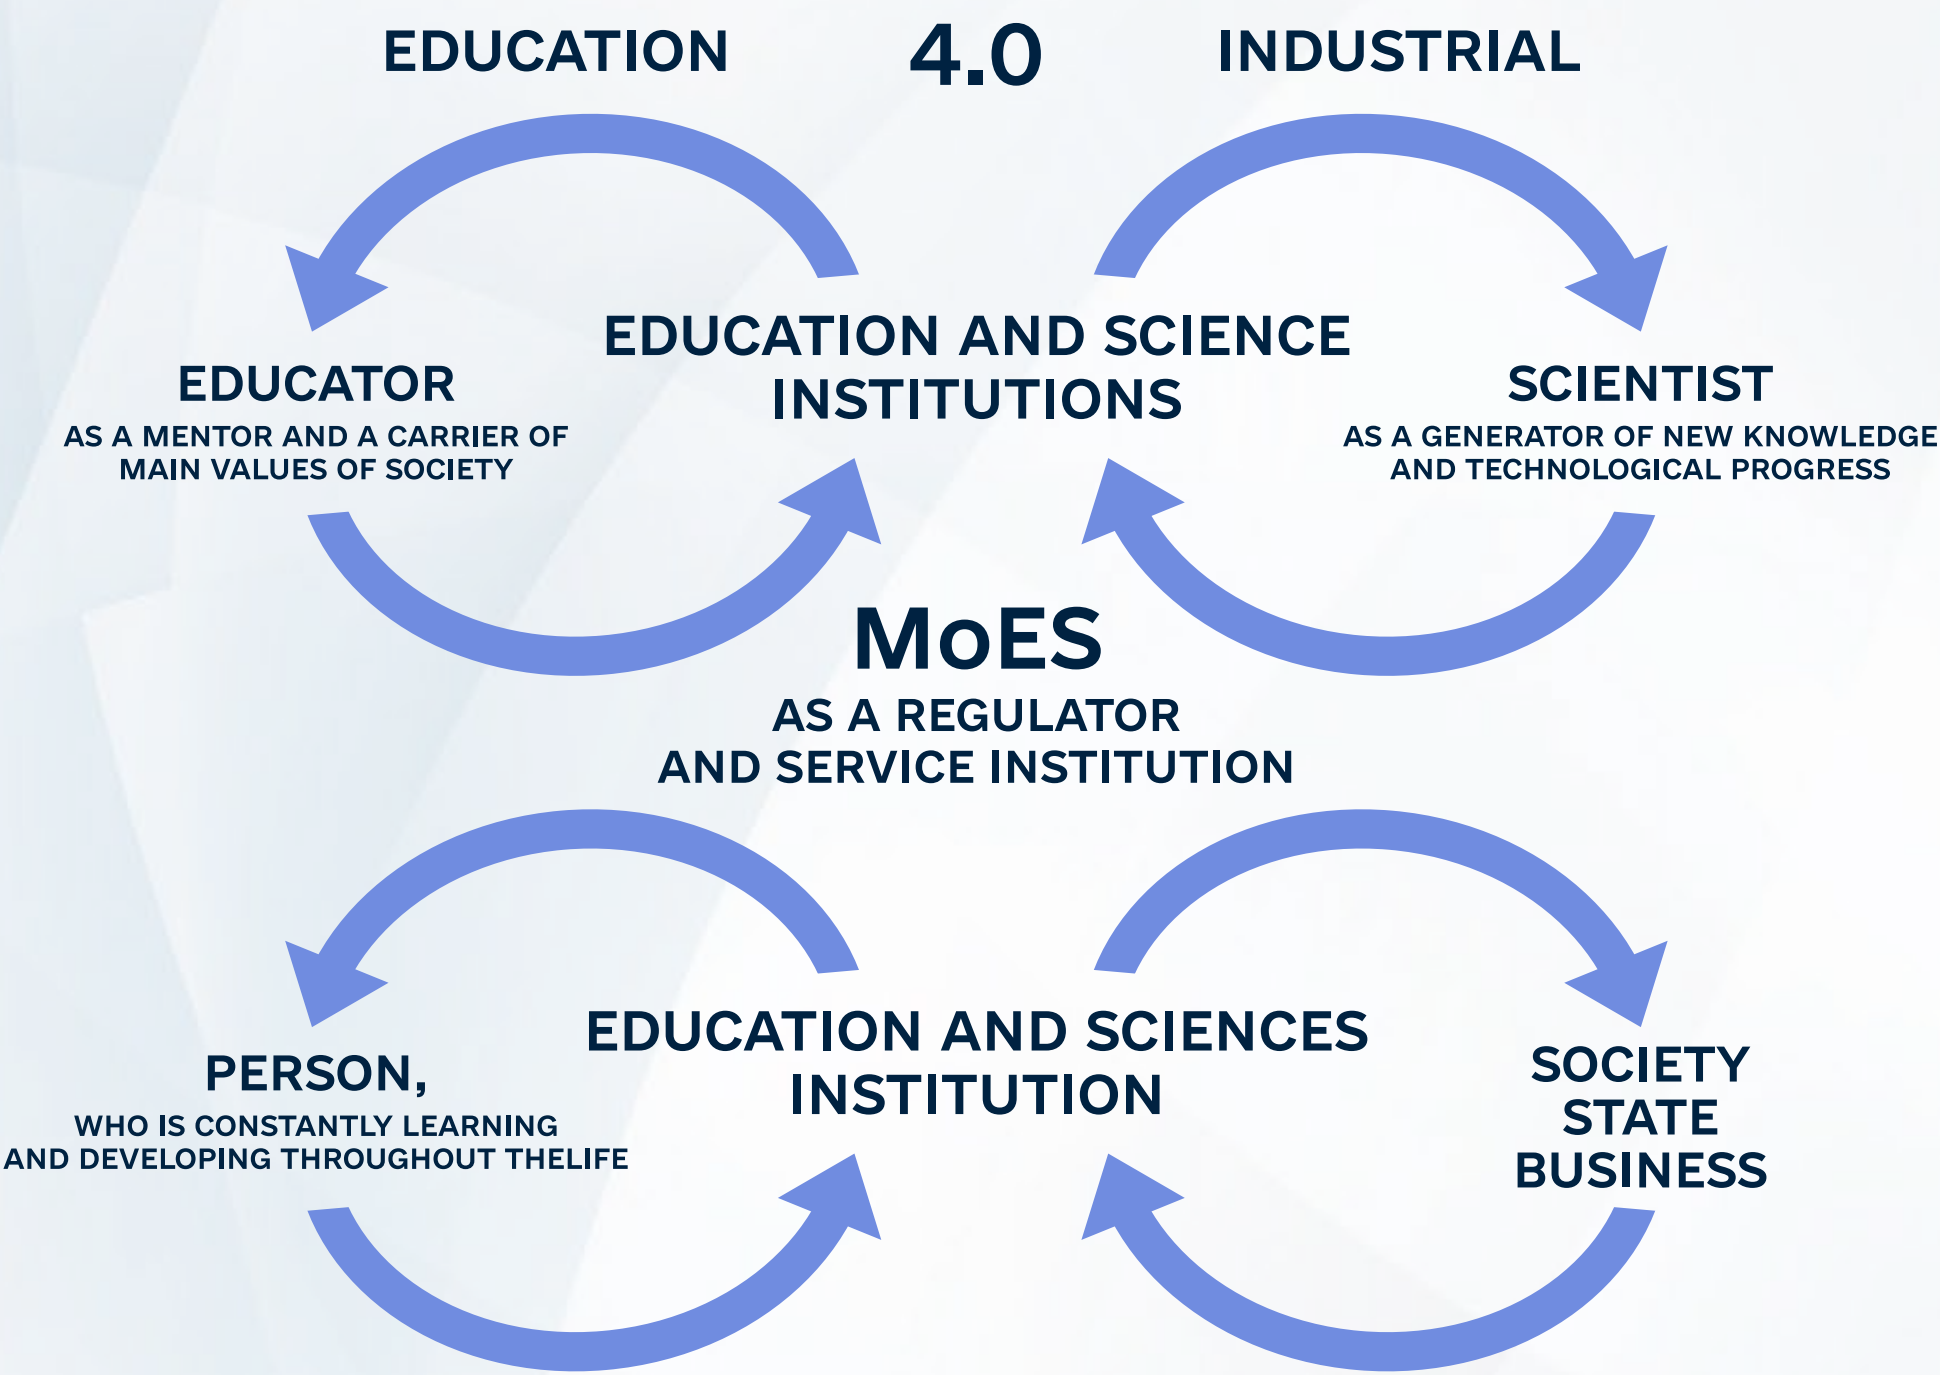 EDUCATION 4.0 INDUSTRIAL
EDUCATION AND SCIENCE
INSTITUTIONS
EDUCATOR
AS A MENTOR AND A CARRIER OF
MAIN VALUES OF SOCIETY
SCIENTIST
AS A GENERATOR OF NEW KNOWLEDGE
AND TECHNOLOGICAL PROGRESS
MoES
AS A REGULATOR
AND SERVICE INSTITUTION
EDUCATION AND SCIENCES
INSTITUTION
PERSON,
WHO IS CONSTANTLY LEARNING
AND DEVELOPING THROUGHOUT THELIFE
SOCIETY
STATE
BUSINESS